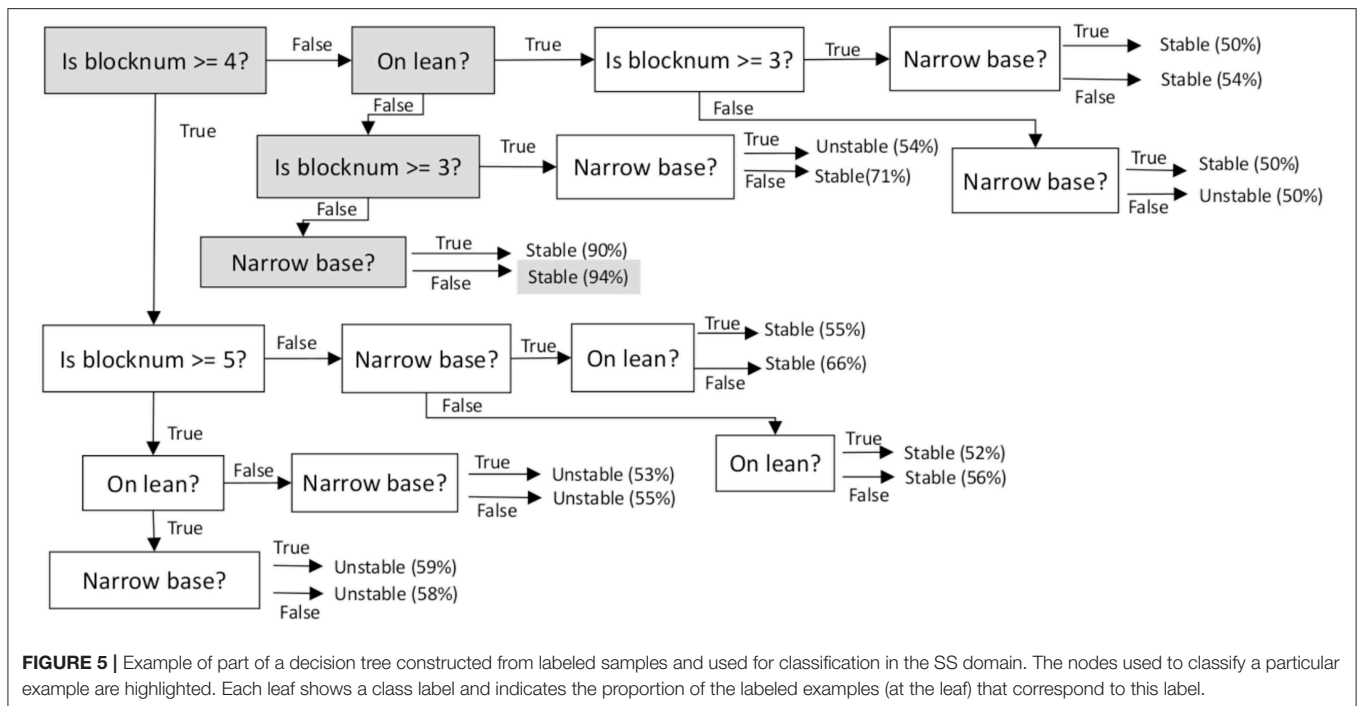 Is blocknum >= 4?
False
On lean?
True
Is blocknum >= 3?
True
Narrow base?
True
Stable (50%)
False
Stable (54%)
True
False
Is blocknum >= 3?
True
Narrow base?
True
Unstable (54%)
False
Stable(71%)
False
Narrow base?
True
Stable (50%)
False
Unstable (50%)
False
Narrow base?
True
Stable (90%)
False
Stable (94%)
Is blocknum >= 5?
False
Narrow base?
True
On lean?
True
Stable (55%)
False
Stable (66%)
False
On lean?
True
Stable (52%)
False
Stable (56%)
True
On lean?
False
Narrow base?
True
Unstable (53%)
False
Unstable (55%)
True
Narrow base?
True
Unstable (59%)
False
Unstable (58%)
FIGURE 5 | Example of part of a decision tree constructed from labeled samples and used for classification in the SS domain. The nodes used to classify a particular
example are highlighted. Each leaf shows a class label and indicates the proportion of the labeled examples (at the leaf) that correspond to this label.